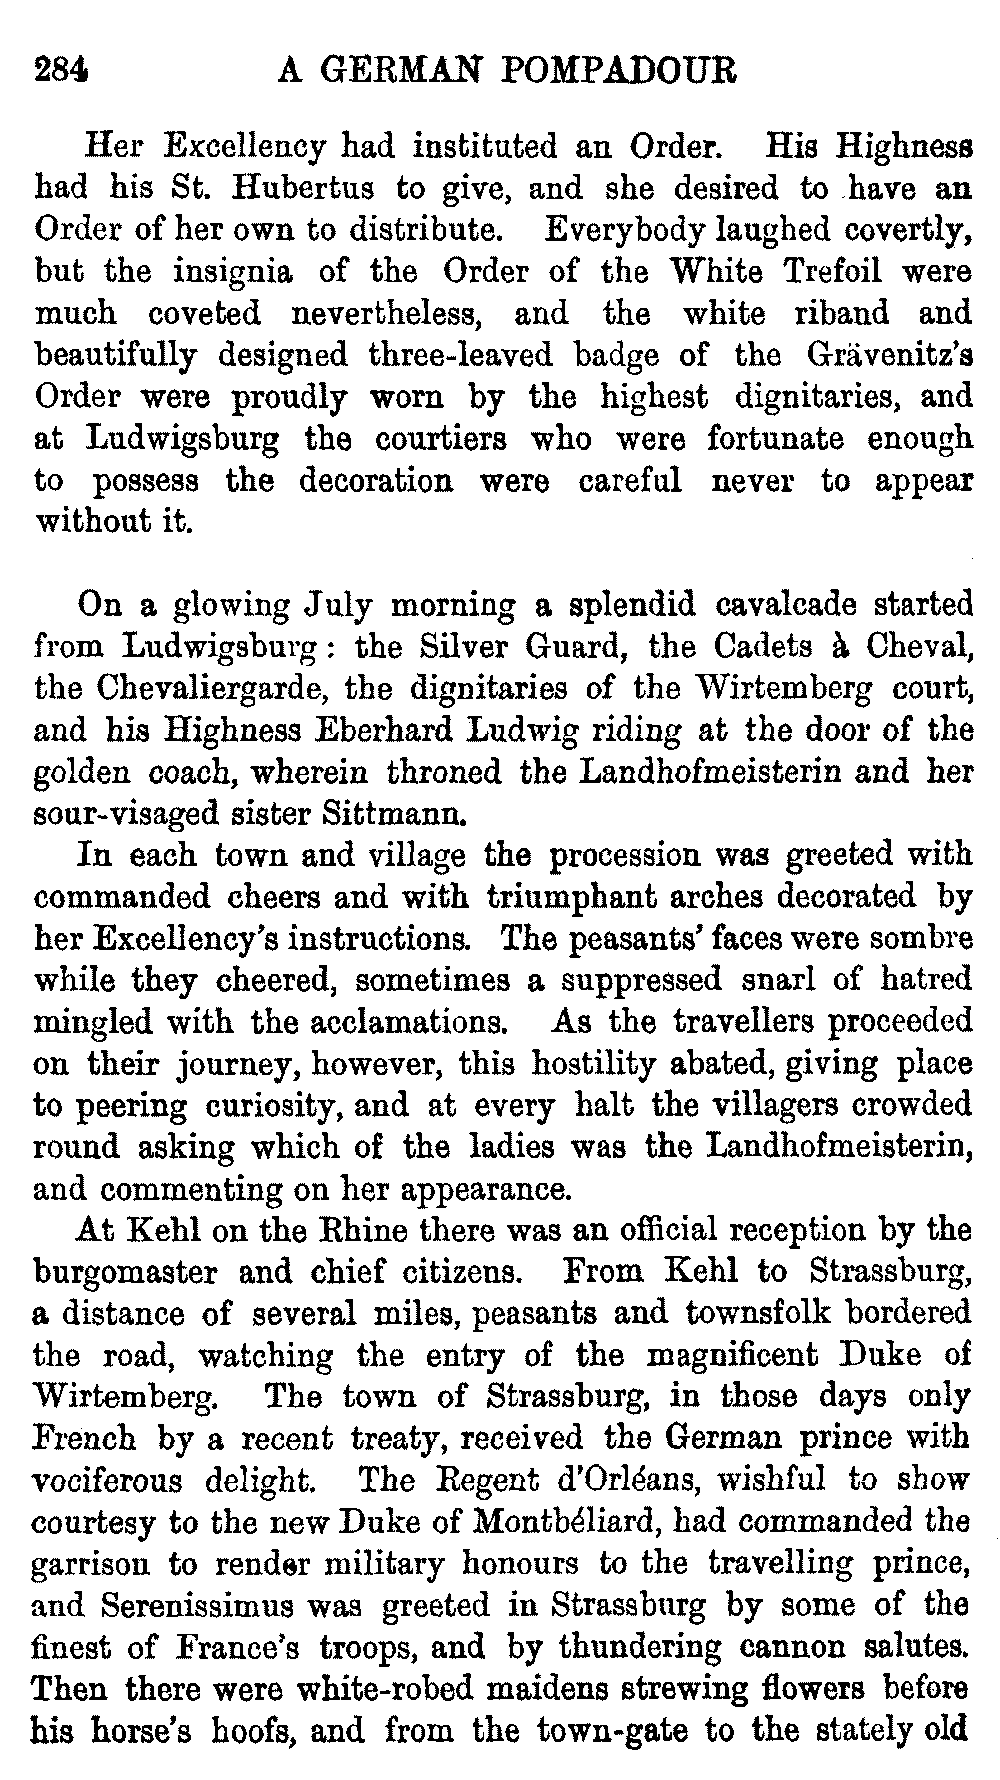 284 A GERMAN POMPADOUR
Her Excellency had instituted an Order. His Highness
had his St. Hubertus to give, and she desired to have an
Order of her own to distribute. Everybody laughed covertly,
but the insignia of the Order of the White Trefoil were
much coveted nevertheless, and the white riband and
beautifully designed three-leaved badge of the Grävenitz's
Order were proudly worn by the highest dignitaries, and
at Ludwigsburg the courtiers who were fortunate enough
to possess the decoration were careful never to appear
without it.
On a glowing July morning a splendid cavalcade started
from Ludwigsburg: the Silver Guard, the Cadets à Cheval,
the Chevaliergarde, the dignitaries of the Wirtemberg court,
and his Highness Eberhard Ludwig riding at the door of the
golden coach, wherein throned the Landhofmeisterin and her
sour-visaged sister Sittmann.
In each town and village the procession was greeted with
commanded cheers and with triumphant arches decorated by
her Excellency's instructions. The peasants' faces were sombre
while they cheered, sometimes a suppressed snarl of hatred
mingled with the acclamations. As the travellers proceeded
on their journey, however, this hostility abated, giving place
to peering curiosity, and at every halt the villagers crowded
round asking which of the ladies was the Landhofmeisterin,
and commenting on her appearance.
At Kehl on the Rhine there was an official reception by the
burgomaster and chief citizens. From Kehl to Strassburg,
a distance of several miles, peasants and townsfolk bordered
the road, watching the entry of the magnificent Duke of
Wirtemberg. The town of Strassburg, in those days only
French by a recent treaty, received the German prince with
vociferous delight. The Regent d'Orléans, wishful to show
courtesy to the new Duke of Montbéliard, had commanded the
garrison to render military honours to the travelling prince,
and Serenissimus was greeted in Strassburg by some of the
finest of France's troops, and by thundering cannon salutes.
Then there were white-robed maidens strewing flowers before
his horse's hoofs, and from the town-gate to the stately old